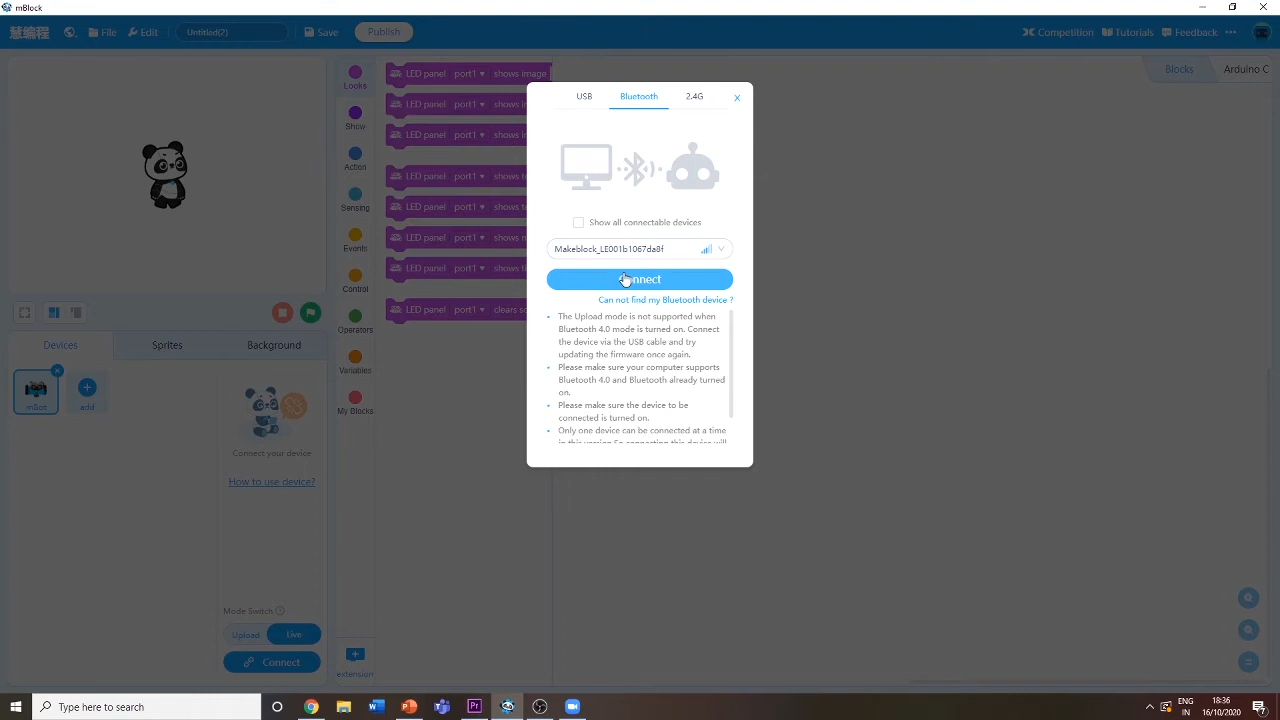 mBlock
慧编程 File Edit Untitled(2) Save Publish Competition Tutorials Feedback
Blocks Arduino C
USB Bluetooth 2.4G X
Looks
Show
Action
Sensing
Events
Control
Operators
Variables
My Blocks
extension
LED panel port1 shows image
LED panel port1
LED panel port1
LED panel port1
LED panel port1
LED panel port1
LED panel port1
LED panel port1 clears
Show all connectable devices
Makeblock_LE001b1067da8f
Can not find my Bluetooth device ?
The Upload mode is not supported when
Bluetooth 4.0 mode is turned on. Connect
the device via the USB cable and try
updating the firmware once again.
Please make sure your computer supports
Bluetooth 4.0 and Bluetooth already turned
on.
Please make sure the device to be
connected is turned on.
Only one device can be connected at a time
Devices Sprites Background
mBot add
Connect your device
How to use device?
Mode Switch
Upload Live
Connect
Type here to search
ENG
IN
18:36
16/10/2020